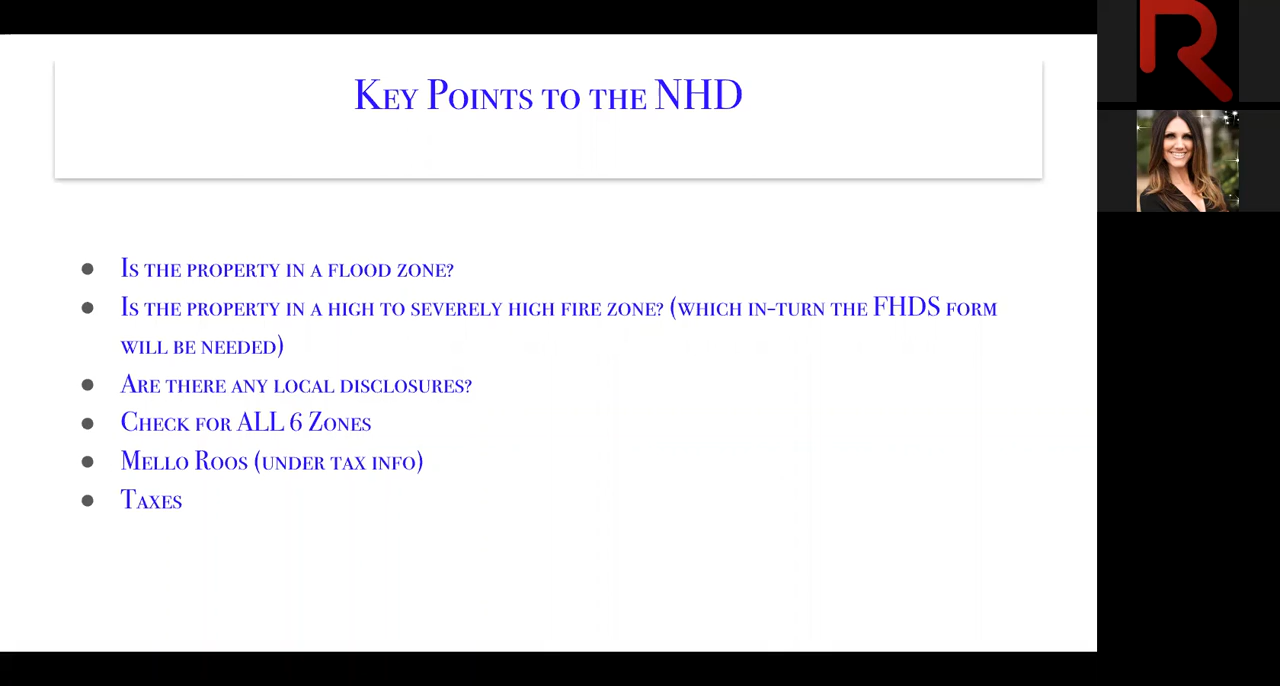 Key Points to the NHD
Is the property in a flood zone?
Is the property in a high to severely high fire zone? (which in-turn the FHDS form
will be needed)
Are there any local disclosures?
Check for ALL 6 Zones
Mello Roos (under tax info)
Taxes